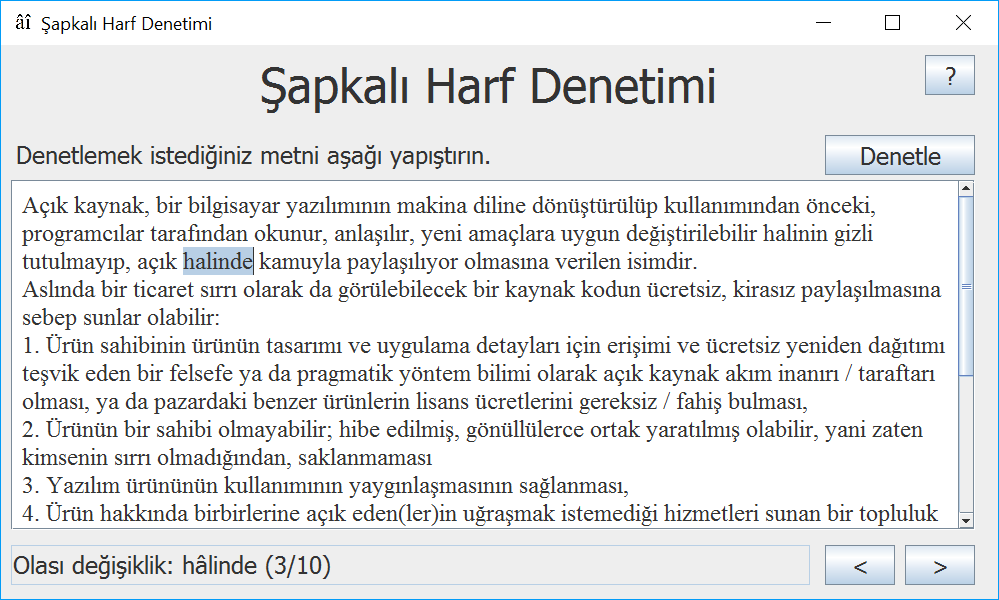 âî Şapkalı Harf Denetimi
Şapkalı Harf Denetimi
?
Denetlemek istediğiniz metni aşağı yapıştırın.
Denetle
Açık kaynak, bir bilgisayar yazılımının makina diline dönüştürülüp kullanımından önceki,
programcılar tarafından okunur, anlaşılır, yeni amaçlara uygun değiştirilebilir halinin gizli
tutulmayıp, açık halinde kamuyla paylaşılıyor olmasına verilen isimdir.
Aslında bir ticaret sırrı olarak da görülebilecek bir kaynak kodun ücretsiz, kirasız paylaşılmasına
sebep sunlar olabilir:
1. Ürün sahibinin ürünün tasarımı ve uygulama detayları için erişimi ve ücretsiz yeniden dağıtımı
teşvik eden bir felsefe ya da pragmatik yöntem bilimi olarak açık kaynak akım inanırı / taraftarı
olması, ya da pazardaki benzer ürünlerin lisans ücretlerini gereksiz / fahiş bulması,
2. Ürünün bir sahibi olmayabilir; hibe edilmiş, gönüllülerce ortak yaratılmış olabilir, yani zaten
kimsenin sırrı olmadığından, saklanmaması
3. Yazılım ürününün kullanımının yaygınlaşmasının sağlanması,
4. Ürün hakkında birbirlerine açık eden(ler)in uğraşmak istemediği hizmetleri sunan bir topluluk
Olası değişiklik: hâlinde (3/10)
< >